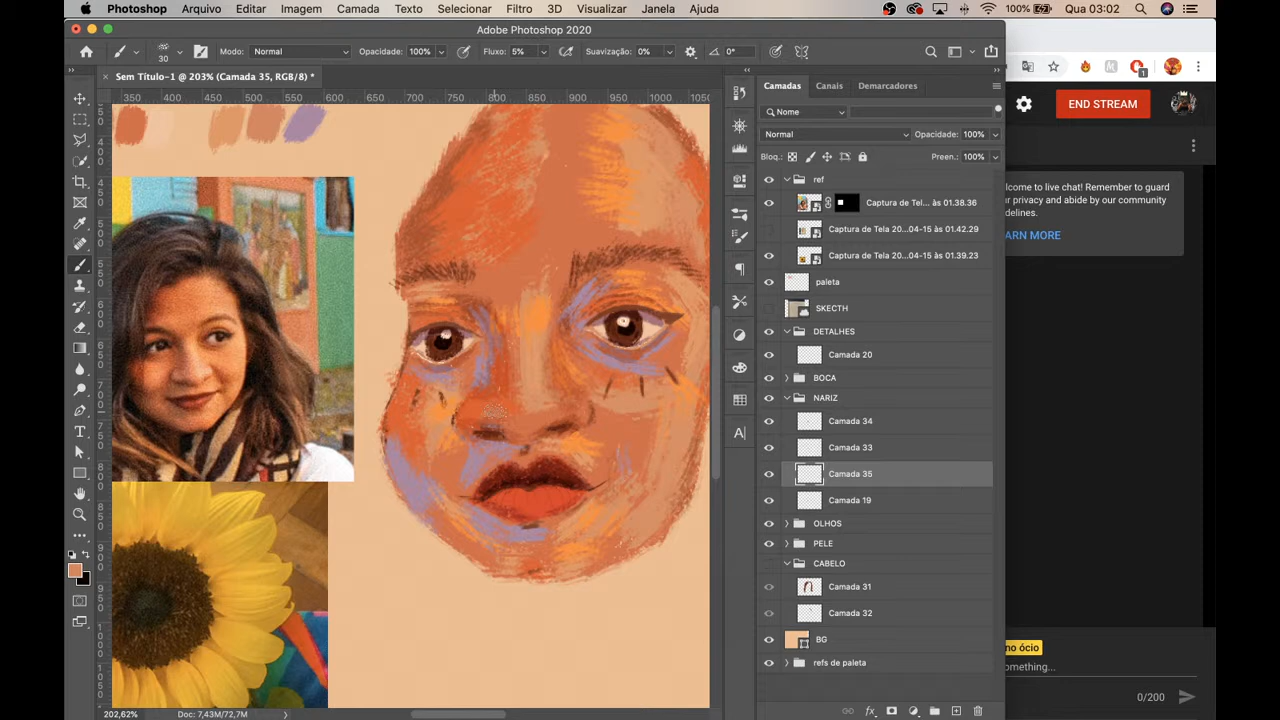 Photoshop Arquivo Editar Imagem Camada Texto Selecionar Filtro 3D Visualizar Janela Ajuda 100% Qua 03:02
Adobe Photoshop 2020
30 Modo: Normal Opacidade: 100% Fluxo: 5% Suavização: 0% 0°
Sem Título-1 @ 203% (Camada 35, RGB/8) *
Camadas Canais Demarcadores
350 400 450 500 550 600 650 700 750 800 850 900 950 1000 1050
Nome
Normal Opacidade: 100%
Bloq.: Preen.: 100%
ref
Captura de Tel... às 01.38.36
Captura de Tela 20...04-15 às 01.42.29
Captura de Tela 20...04-15 às 01.39.23
paleta
SKECTH
DETALHES
Camada 20
BOCA
NARIZ
Camada 34
Camada 33
Camada 35
Camada 19
OLHOS
PELE
CABELO
Camada 31
Camada 32
BG
refs de paleta
202,62% Doc: 7,43M/72,7M
1
END STREAM
lcome to live chat! Remember to guard
r privacy and abide by our community
delines.
ARN MORE
no ócio
omething...
0/200